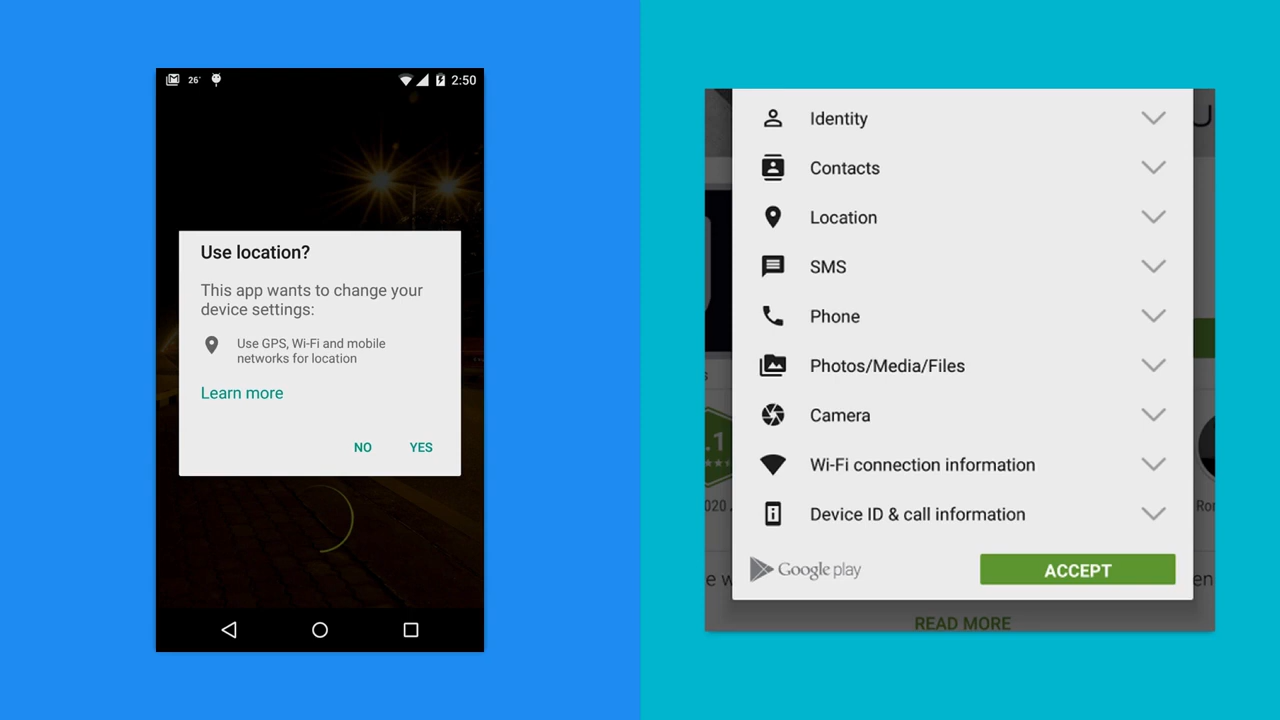 26°
2:50
Use location?
This app wants to change your
device settings:
Use GPS, Wi-Fi and mobile
networks for location
Learn more
NO YES
Identity
Contacts
Location
SMS
Phone
Photos/Media/Files
Camera
Wi-Fi connection information
Device ID & call information
Google play
ACCEPT
READ MORE
.1
020